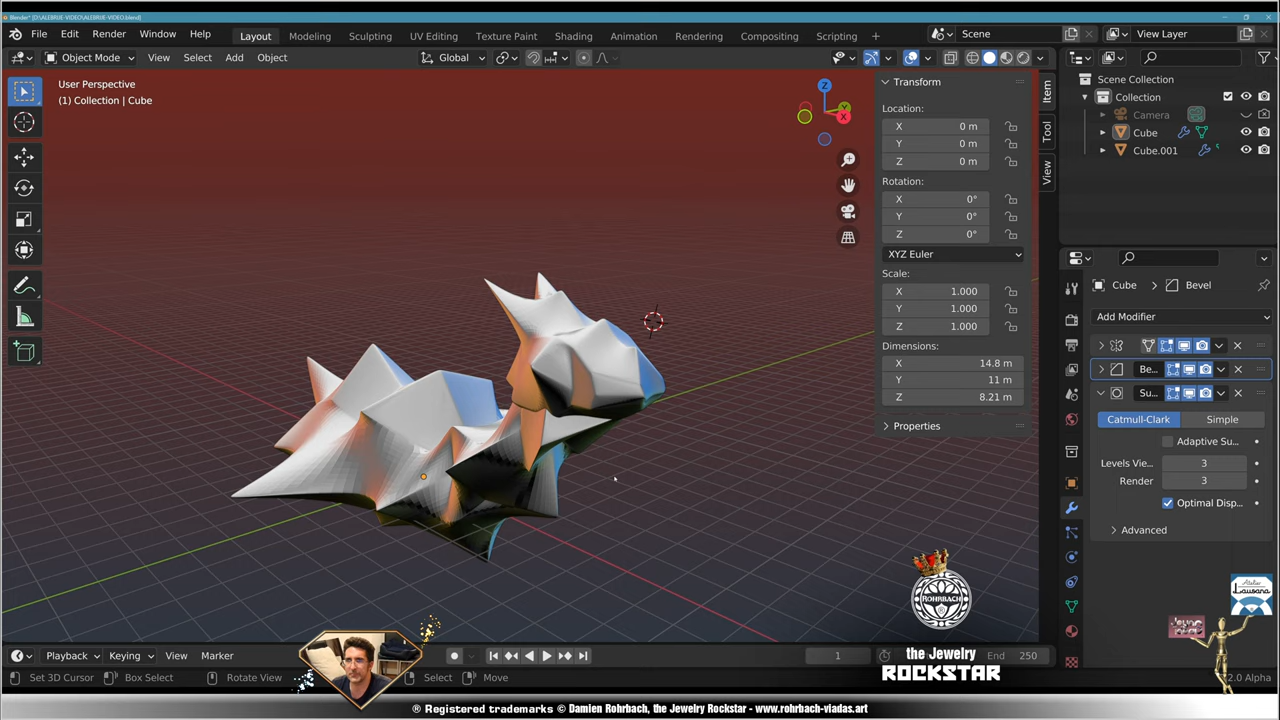 Blender* [D:\ALEBRIJE-VIDEO\ALEBRIJE-VIDEO.blend]
File Edit Render Window Help
Layout Modeling Sculpting UV Editing Texture Paint Shading Animation Rendering Compositing Scripting +
Scene
View Layer
Object Mode View Select Add Object
Global
User Perspective
(1) Collection | Cube
Z
Y
X
Transform
Location:
X 0 m
Y 0 m
Z 0 m
Rotation:
X 0°
Y 0°
Z 0°
XYZ Euler
Scale:
X 1.000
Y 1.000
Z 1.000
Dimensions:
X 14.8 m
Y 11 m
Z 8.21 m
Properties
Item
Tool
View
Scene Collection
Collection
Camera
Cube
Cube.001
Cube > Bevel
Add Modifier
Be...
Su...
Catmull-Clark Simple
Adaptive Su...
Levels Vie... 3
Render 3
Optimal Disp...
Advanced
ROHRBACH
Atelier
Lausana
Playback Keying View Marker
1
End 250
the Jewelry
ROCKSTAR
Set 3D Cursor Box Select Rotate View Select Move
2.0 Alpha
® Registered trademarks © Damien Rohrbach, the Jewelry Rockstar - www.rohrbach-viadas.art